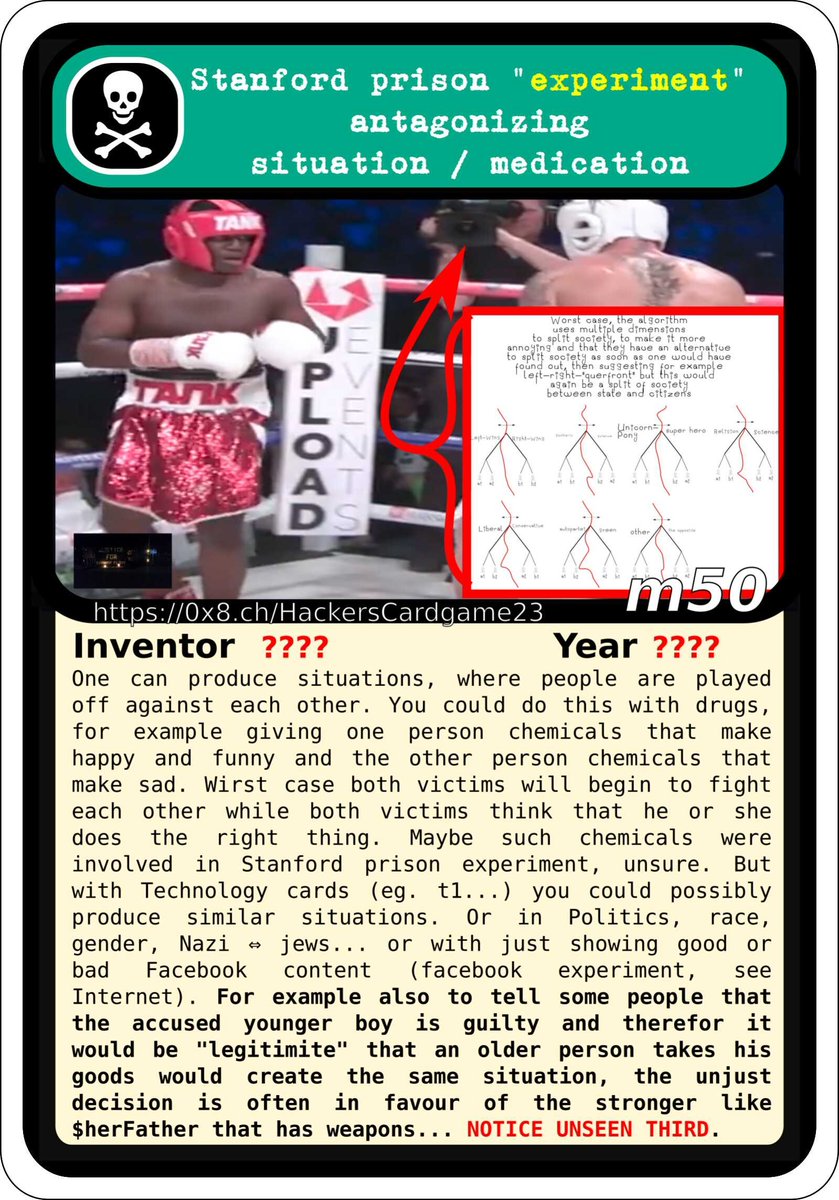 Stanford prison "experiment"
antagonizing
situation / medication
TANK
TANK
TANK
UPLOAD
EVENTS
Worst case, the algorithm
uses multiple dimensions
to split society, to make it more
annoying and that they have an alternative
to split society as soon as one would have
found out, then suggesting for example
left-right-"querfront" but this would
again be a split of society
between state and citizens
Left-wing Right-wing
Unicorn Pony
super hero
Religion Science
Liberal Conservative
Green
other the opposite
FOR
m50
https://0x8.ch/HackersCardgame23
Inventor ???? Year ????
One can produce situations, where people are played
off against each other. You could do this with drugs,
for example giving one person chemicals that make
happy and funny and the other person chemicals that
make sad. Wirst case both victims will begin to fight
each other while both victims think that he or she
does the right thing. Maybe such chemicals were
involved in Stanford prison experiment, unsure. But
with Technology cards (eg. t1...) you could possibly
produce similar situations. Or in Politics, race,
gender, Nazi ⇔ jews... or with just showing good or
bad Facebook content (facebook experiment, see
Internet). For example also to tell some people that
the accused younger boy is guilty and therefor it
would be "legitimite" that an older person takes his
goods would create the same situation, the unjust
decision is often in favour of the stronger like
$herFather that has weapons... NOTICE UNSEEN THIRD.